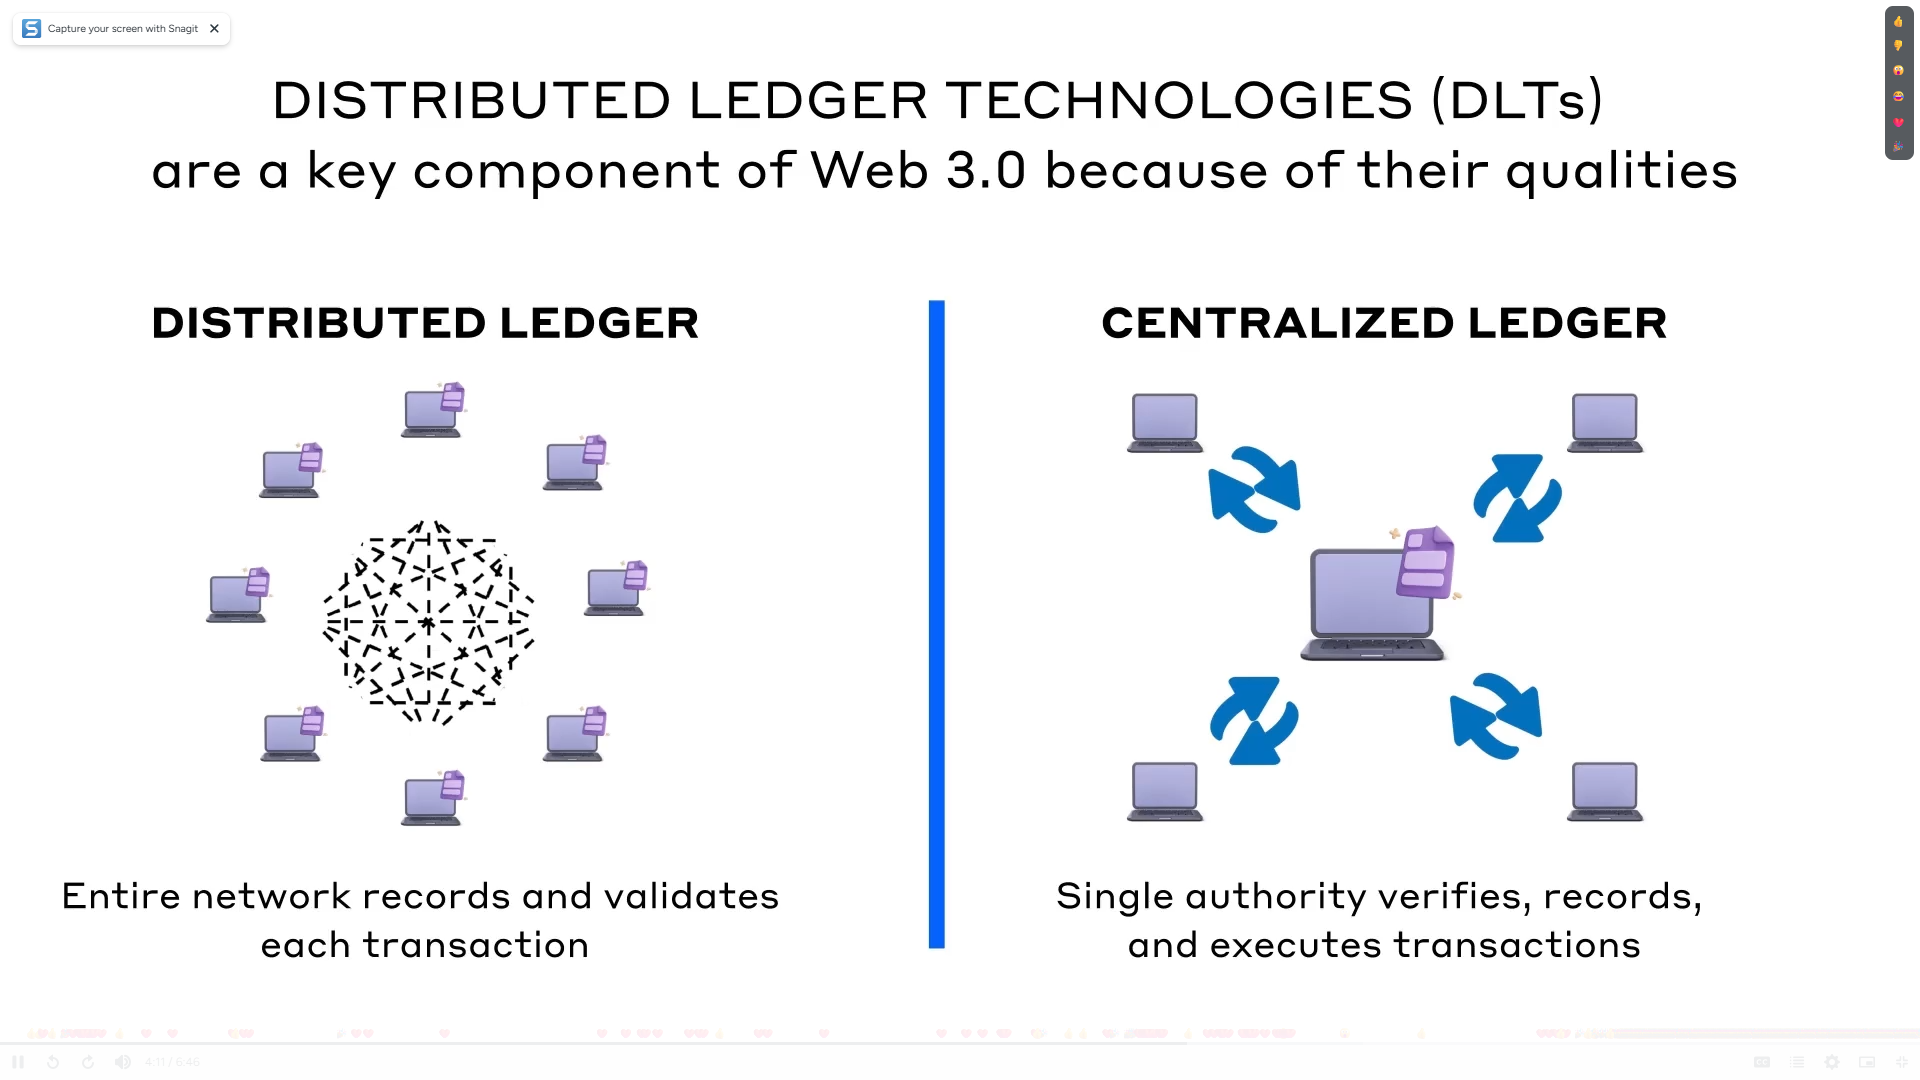 Capture your screen with Snagit
DISTRIBUTED LEDGER TECHNOLOGIES (DLTs)
are a key component of Web 3.0 because of their qualities
DISTRIBUTED LEDGER
CENTRALIZED LEDGER
Entire network records and validates
each transaction
Single authority verifies, records,
and executes transactions
4:11 / 6:46